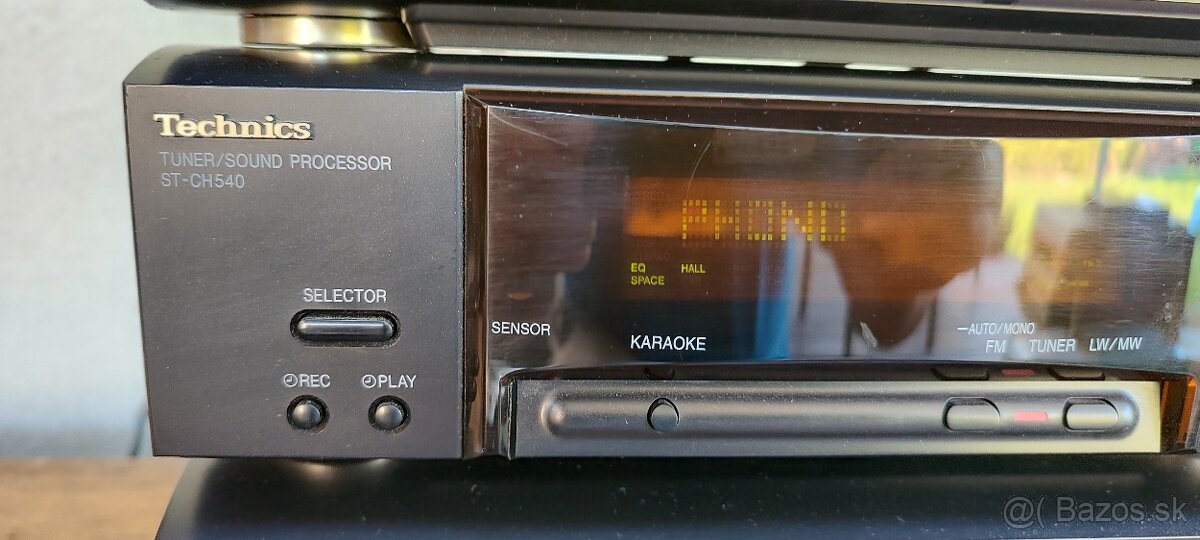 Technics
TUNER/SOUND PROCESSOR
ST-CH540
PHONO
EQ HALL
SPACE
SELECTOR
SENSOR
KARAOKE
—AUTO/MONO
FM TUNER LW/MW
REC PLAY
@( Bazos.sk